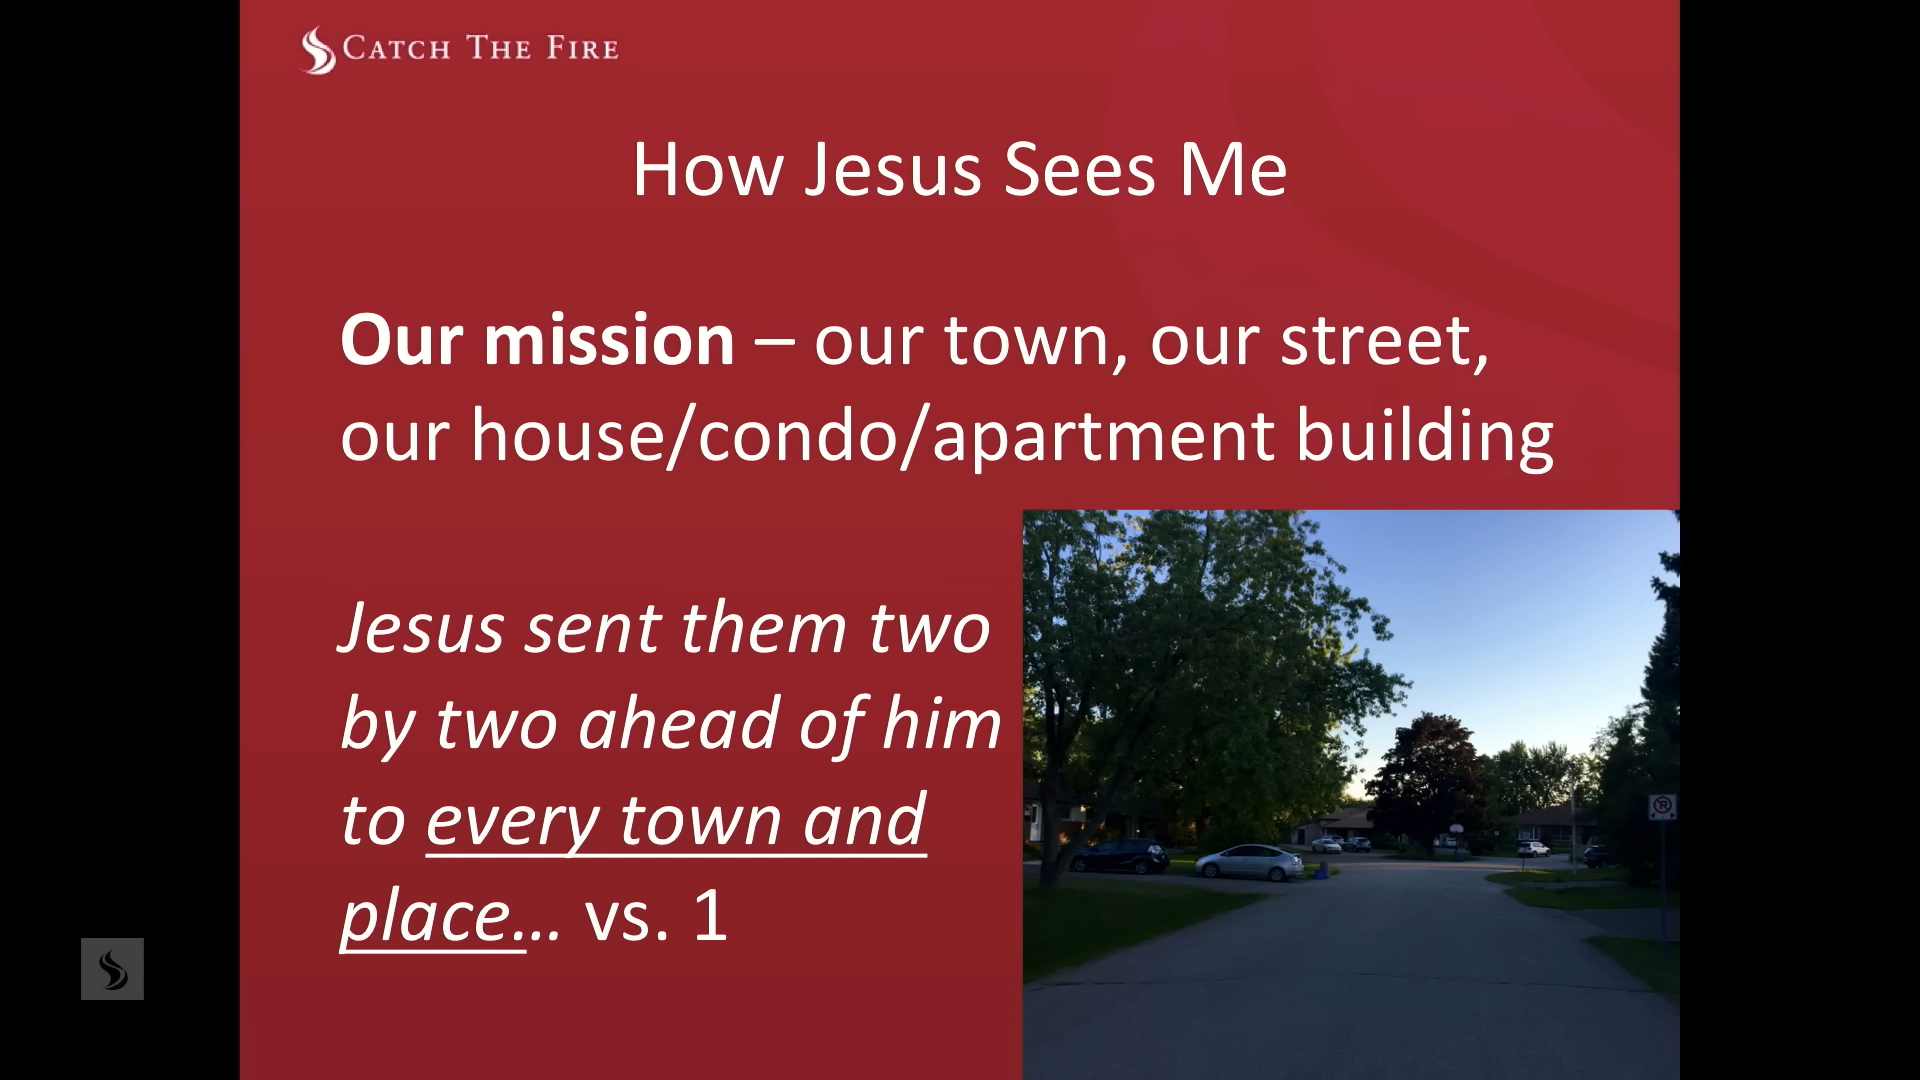 CATCH THE FIRE
How Jesus Sees Me
Our mission – our town, our street,
our house/condo/apartment building
Jesus sent them two
by two ahead of him
to every town and
place… vs. 1